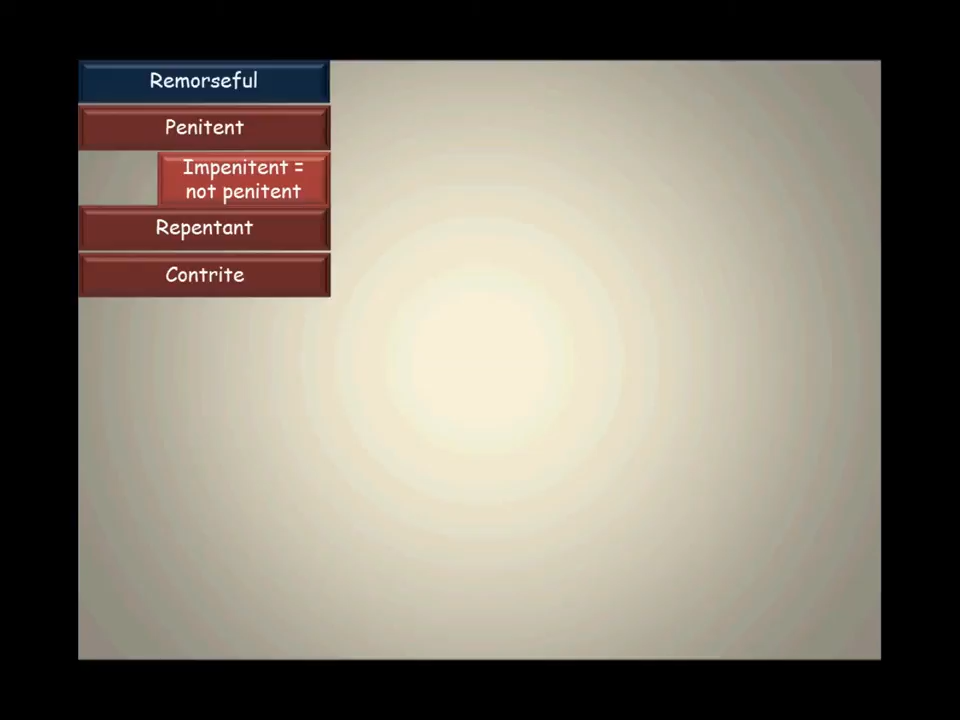 Remorseful
Penitent
Impenitent =
not penitent
Repentant
Contrite